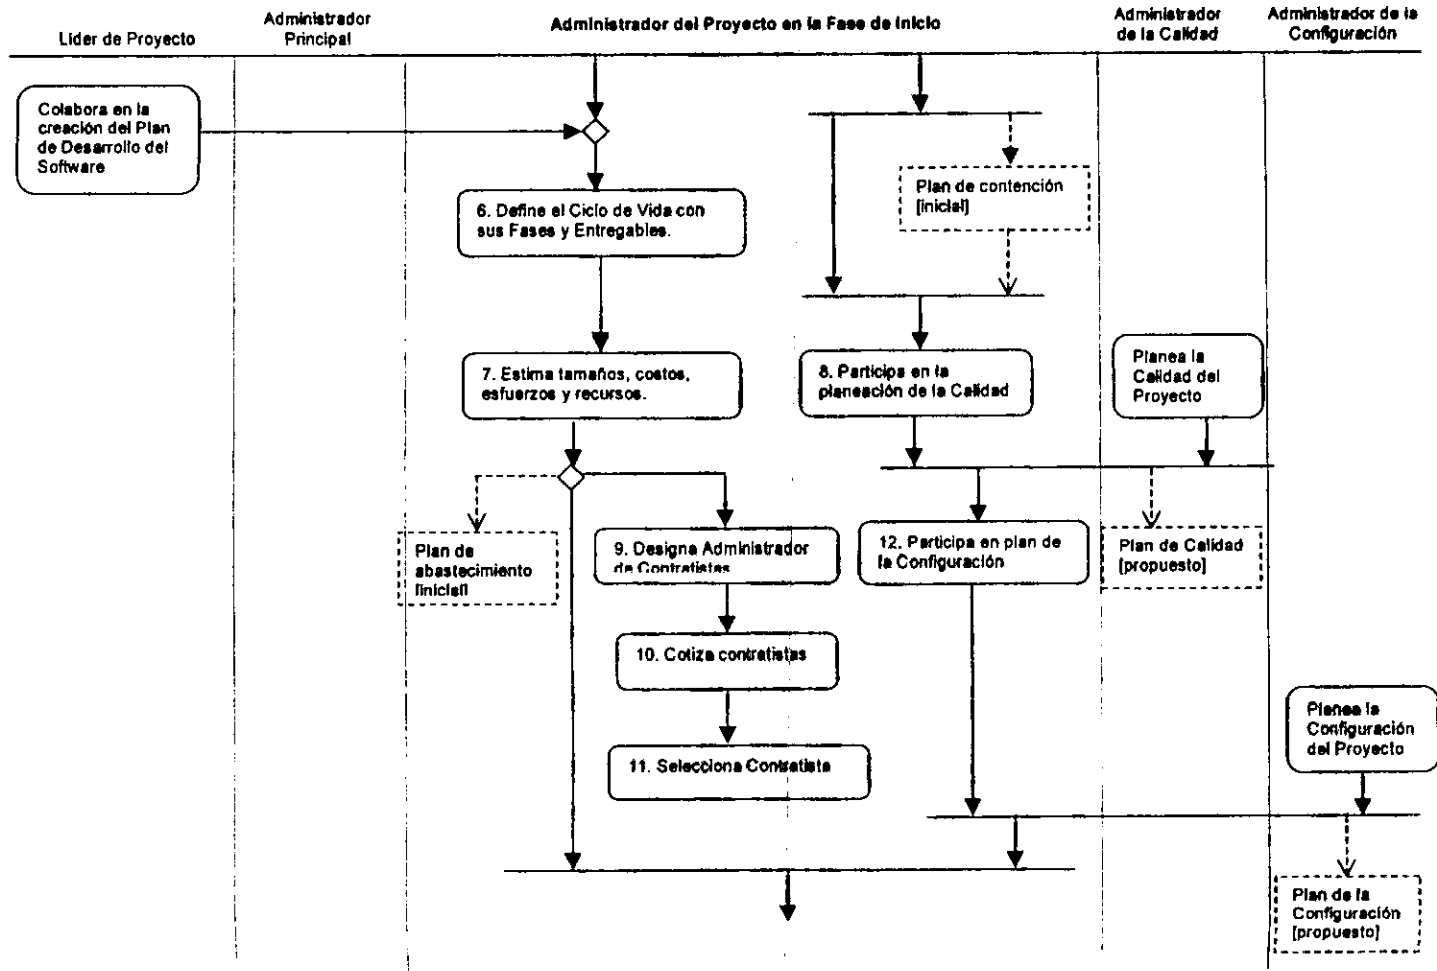 Lider de Proyecto
Administrador
Principal
Administrador del Proyecto en la Fase de Inicio
Administrador
de la Calidad
Administrador de la
Configuración
Colabora en la
creación del Plan
de Desarrollo del
Software
Plan de contención
[inicial]
6. Define el Ciclo de Vida con
sus Fases y Entregables.
7. Estima tamaños, costos,
esfuerzos y recursos.
8. Participa en la
planeación de la Calidad
Planea la
Calidad del
Proyecto
Plan de
abastecimiento
[inicial]
9. Designa Administrador
de Contratistas
12. Participa en plan de
la Configuración
Plan de Calidad
[propuesto]
10. Cotiza contratistas
11. Selecciona Contratista
Planea la
Configuración
del Proyecto
Plan de la
Configuración
[propuesto]